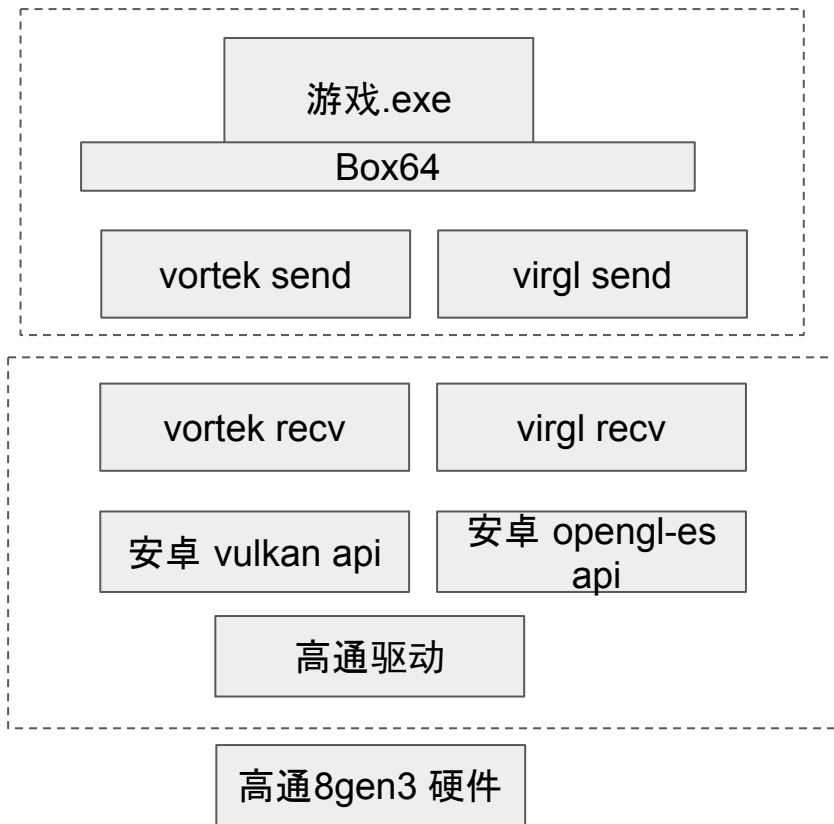 游戏.exe
Box64
vortek send
virgl send
vortek recv
virgl recv
安卓 vulkan api
安卓 opengl-es
api
高通驱动
高通8gen3 硬件